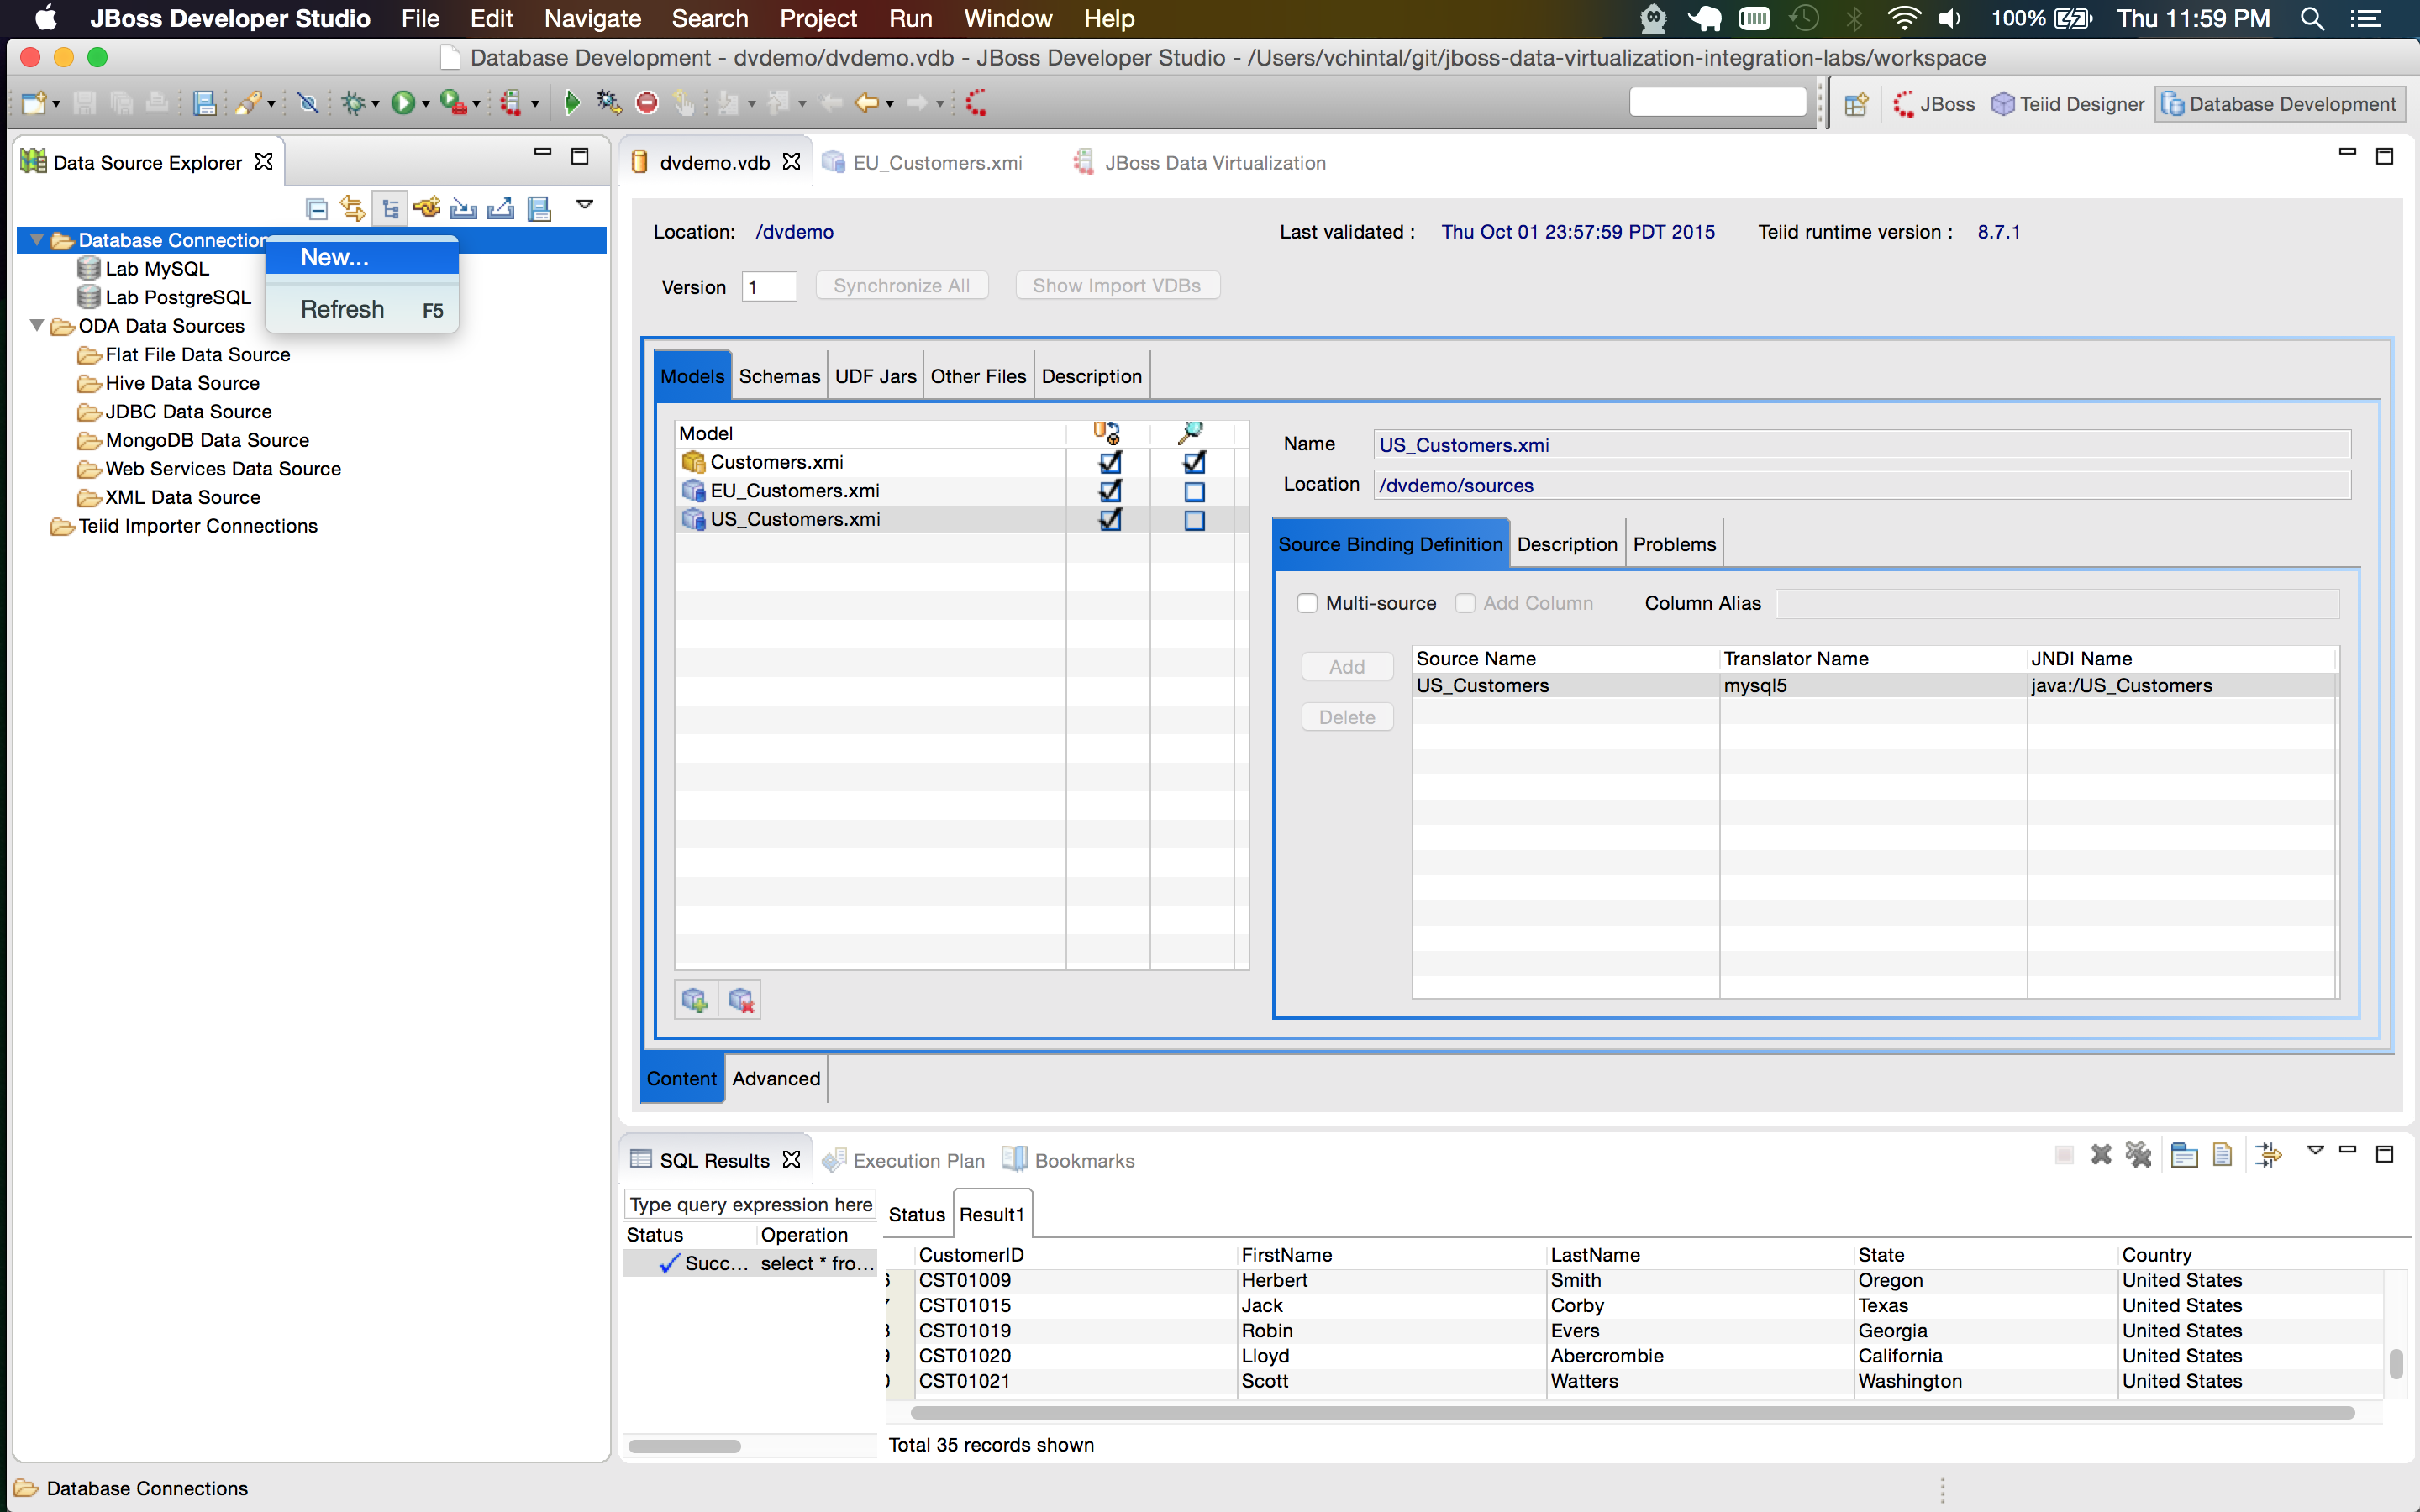 JBoss Developer Studio File Edit Navigate Search Project Run Window Help 100% Thu 11:59 PM
Database Development - dvdemo/dvdemo.vdb - JBoss Developer Studio - /Users/vchintal/git/jboss-data-virtualization-integration-labs/workspace
JBoss Teiid Designer Database Development
Data Source Explorer
Database Connection
New...
Refresh F5
Lab MySQL
Lab PostgreSQL
ODA Data Sources
Flat File Data Source
Hive Data Source
JDBC Data Source
MongoDB Data Source
Web Services Data Source
XML Data Source
Teiid Importer Connections
dvdemo.vdb EU_Customers.xmi JBoss Data Virtualization
Location: /dvdemo Last validated : Thu Oct 01 23:57:59 PDT 2015 Teiid runtime version : 8.7.1
Version 1 Synchronize All Show Import VDBs
Models Schemas UDF Jars Other Files Description
Model
Customers.xmi
EU_Customers.xmi
US_Customers.xmi
Name US_Customers.xmi
Location /dvdemo/sources
Source Binding Definition Description Problems
Multi-source Add Column Column Alias
Add
Delete
Source Name Translator Name JNDI Name
US_Customers mysql5 java:/US_Customers
Content Advanced
SQL Results Execution Plan Bookmarks
Type query expression here
Status Operation
Succ... select * fro...
Status Result1
CustomerID FirstName LastName State Country
CST01009 Herbert Smith Oregon United States
CST01015 Jack Corby Texas United States
CST01019 Robin Evers Georgia United States
CST01020 Lloyd Abercrombie California United States
CST01021 Scott Watters Washington United States
Total 35 records shown
Database Connections